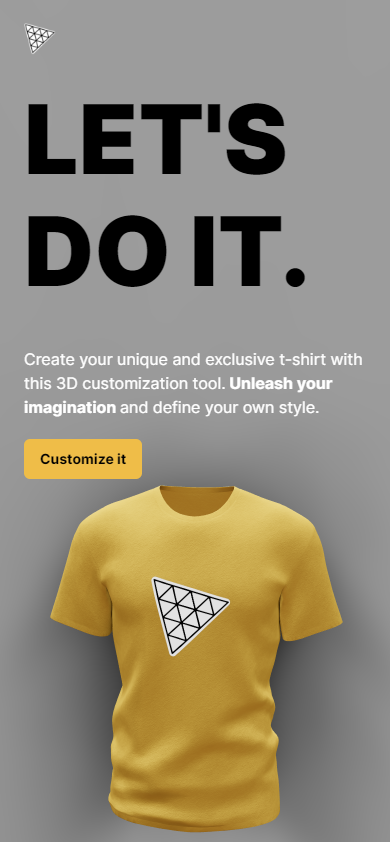 LET'S
DO IT.
Create your unique and exclusive t-shirt with
this 3D customization tool. Unleash your
imagination and define your own style.
Customize it